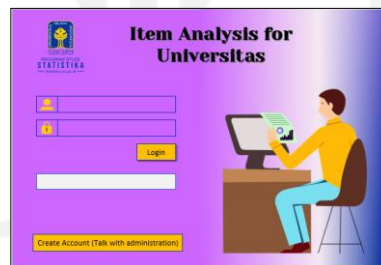 Item Analysis for
Universitas
PROGRAM STUDI
STATISTIKA
Login
Create Account (Talk with administration)